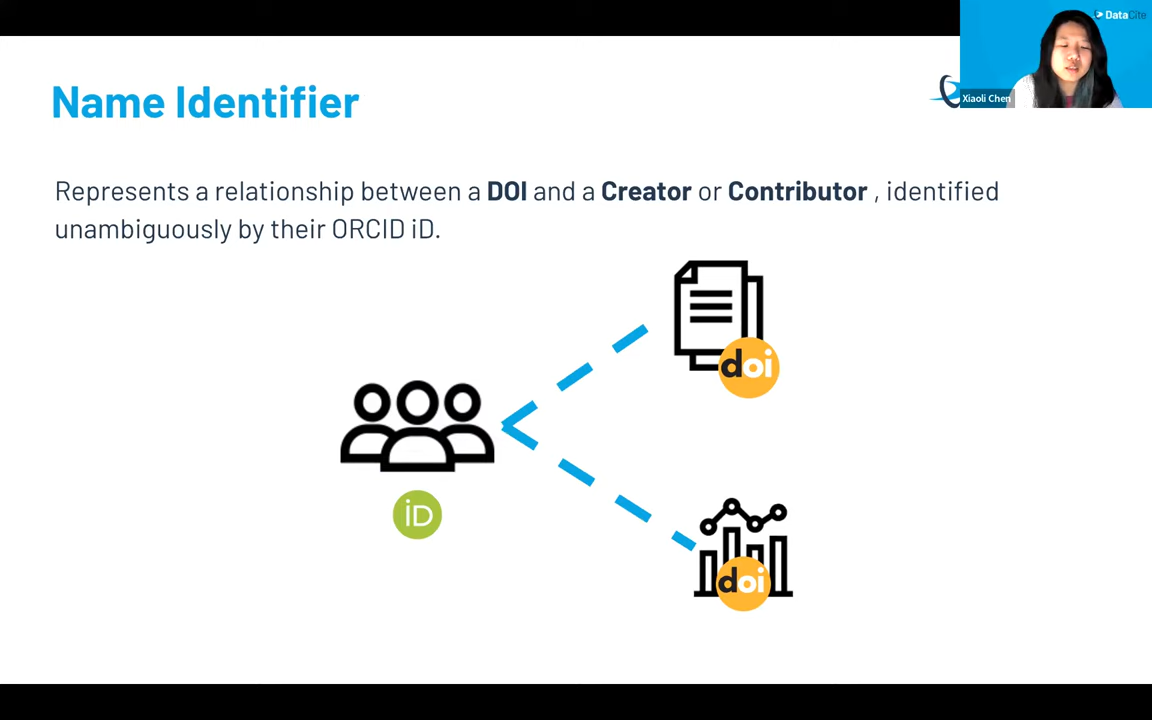 DataCite
Xiaoli Chen
Name Identifier
Represents a relationship between a DOI and a Creator or Contributor , identified
unambiguously by their ORCID iD.
doi
iD
doi